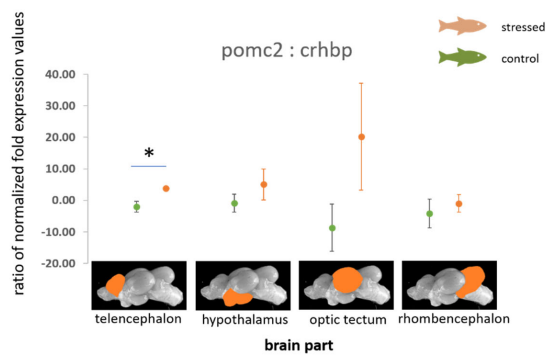 stressed
control
pomc2 : crhbp
ratio of normalized fold expression values
40.00
30.00
20.00
10.00
0.00
-10.00
-20.00
*
telencephalon
hypothalamus
optic tectum
rhombencephalon
brain part